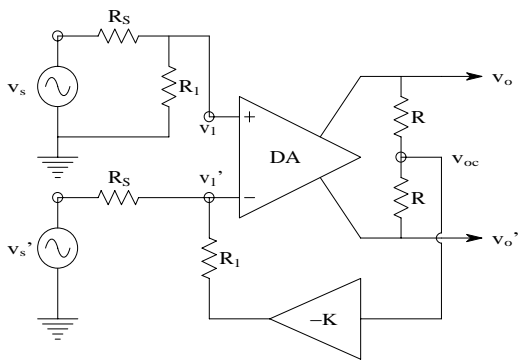 R_S
v_s
R_1
v_1
+
DA
−
v_o
R
v_oc
R
v_o'
v_s'
R_S
v_1'
R_1
−K